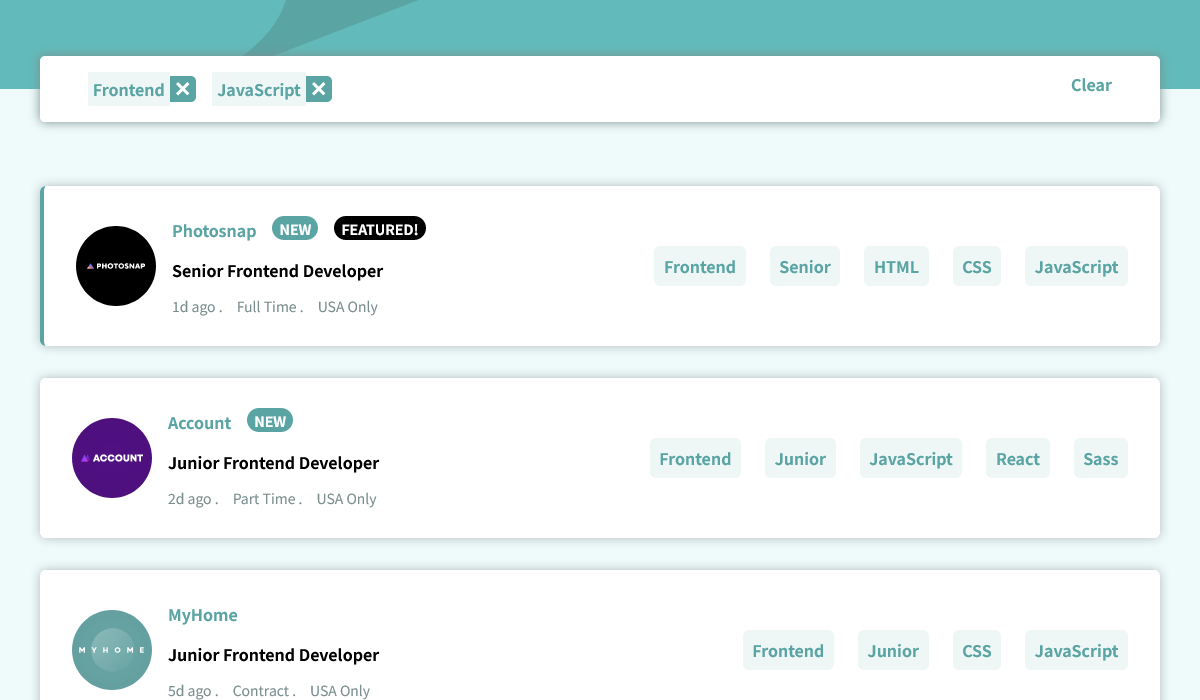 Frontend JavaScript Clear
Photosnap NEW FEATURED!
PHOTOSNAP
Senior Frontend Developer
1d ago . Full Time . USA Only
Frontend Senior HTML CSS JavaScript
Account NEW
ACCOUNT
Junior Frontend Developer
2d ago . Part Time . USA Only
Frontend Junior JavaScript React Sass
MyHome
MYHOME
Junior Frontend Developer
5d ago . Contract . USA Only
Frontend Junior CSS JavaScript